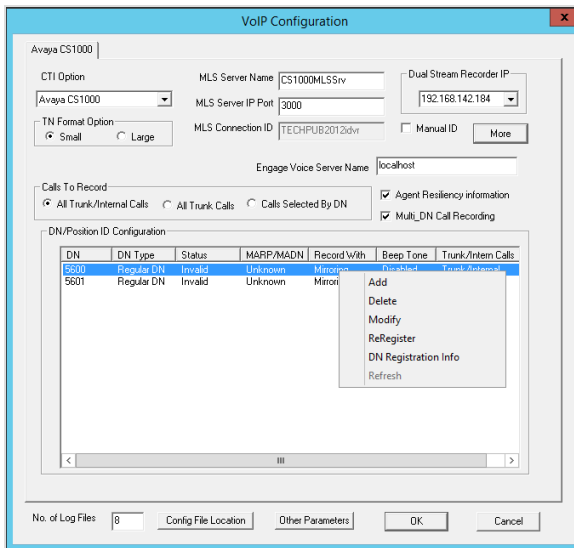 VoIP Configuration
x
Avaya CS1000
CTI Option
Avaya CS1000
MLS Server Name CS1000MLSSrv
MLS Server IP Port 3000
MLS Connection ID TECHPUB2012idvr
Dual Stream Recorder IP
192.168.142.184
TN Format Option
Small Large
Manual ID
More
Engage Voice Server Name localhost
Calls To Record
All Trunk/Internal Calls All Trunk Calls Calls Selected By DN
Agent Resiliency information
Multi_DN Call Recording
DN/Position ID Configuration
DN DN Type Status MARP/MADN Record With Beep Tone Trunk/Intern Calls
5600 Regular DN Invalid Unknown Mirroring Disabled Trunk/Internal
5601 Regular DN Invalid Unknown Mirrori
Add
Delete
Modify
ReRegister
DN Registration Info
Refresh
No. of Log Files 8 Config File Location Other Parameters OK Cancel